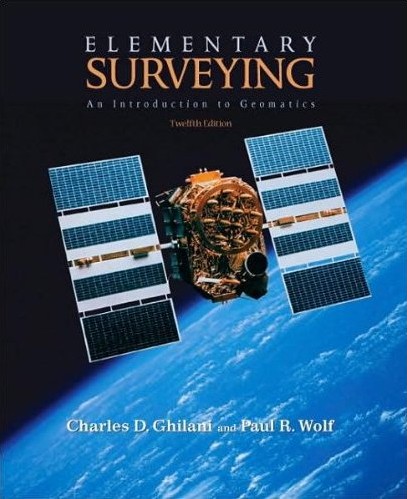 ELEMENTARY
SURVEYING
An Introduction to Geomatics
Twelfth Edition
Charles D. Ghilani and Paul R. Wolf